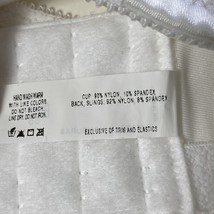 HAND WASH WARM
WITH LIKE COLORS.
DO NOT BLEACH.
LINE DRY. DO NOT IRON.
CUP: 90% NYLON, 10% SPANDEX
BACK, SLINGS: 92% NYLON, 8% SPANDEX
EXCLUSIVE OF TRIM AND ELASTICS